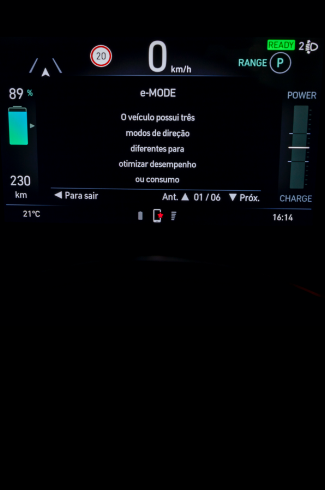 READY 2
20
0 km/h
RANGE P
89 %
e-MODE
POWER
O veículo possui três
modos de direção
diferentes para
otimizar desempenho
ou consumo
230
km
◀ Para sair
Ant. ▲ 01 / 06 ▼ Próx.
CHARGE
21°C
16:14